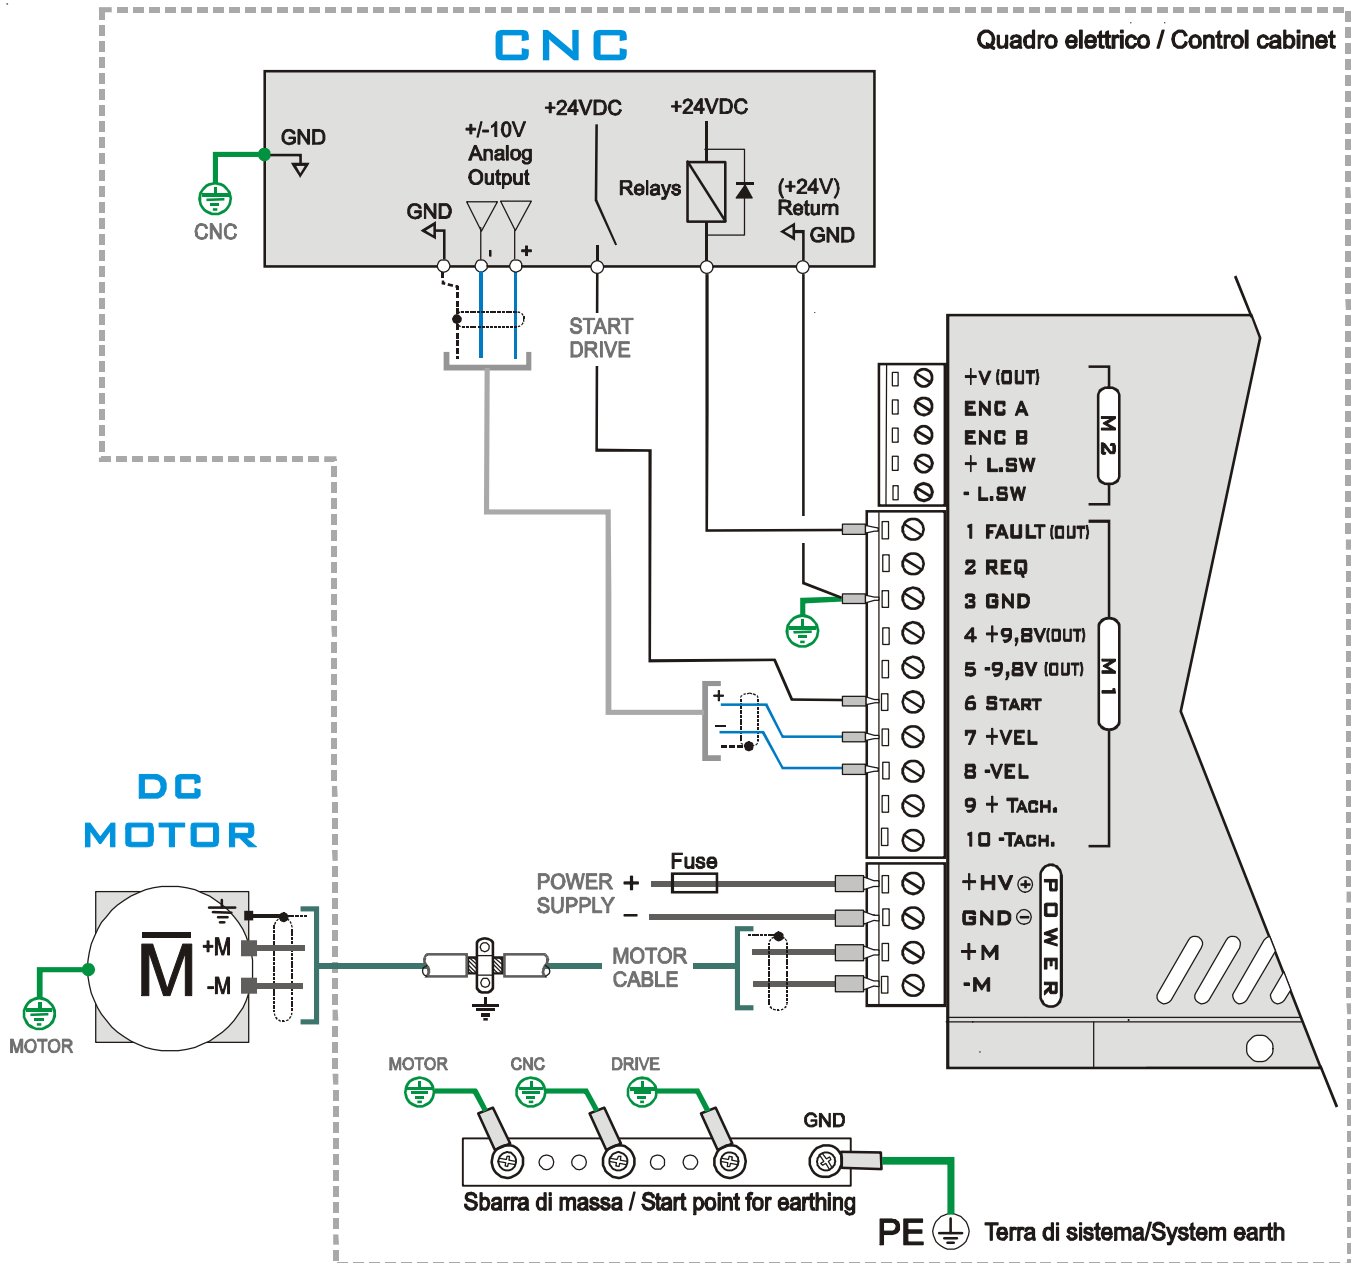 CNC
Quadro elettrico / Control cabinet
+24VDC
+24VDC
GND
+/-10V
Analog
Output
Relays
(+24V)
Return
GND
GND
CNC
- +
START
DRIVE
+V (OUT)
ENC A
ENC B
+ L.SW
- L.SW
M 2
1 FAULT (OUT)
2 REQ
3 GND
4 +9,8V(OUT)
5 -9,8V (OUT)
6 START
7 +VEL
8 -VEL
9 + TACH.
10 -TACH.
M 1
+
–
DC
MOTOR
Fuse
POWER +
SUPPLY –
+HV +
GND –
+M
-M
POWER
M
+M
-M
MOTOR
CABLE
MOTOR
MOTOR
CNC
DRIVE
GND
Sbarra di massa / Start point for earthing
PE
Terra di sistema/System earth